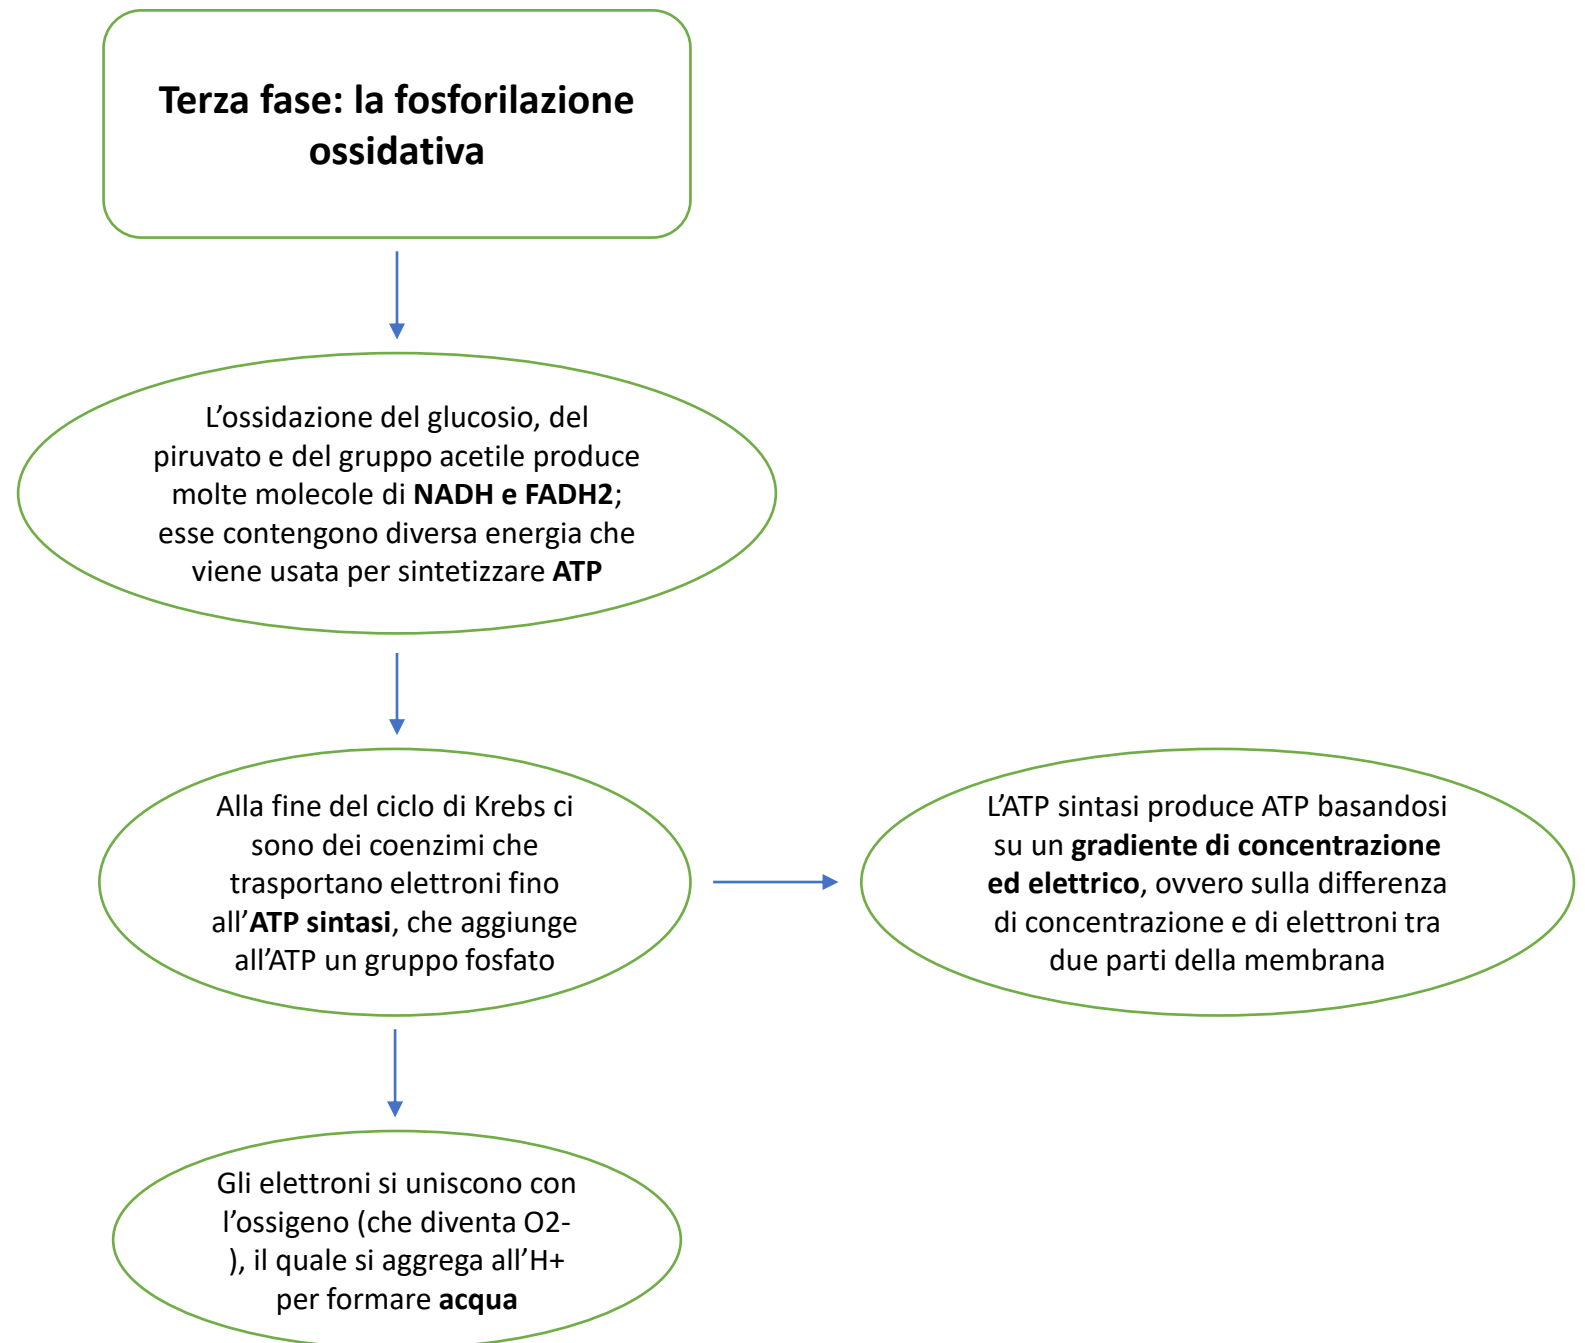 Terza fase: la fosforilazione
ossidativa
L’ossidazione del glucosio, del
piruvato e del gruppo acetile produce
molte molecole di NADH e FADH2;
esse contengono diversa energia che
viene usata per sintetizzare ATP
Alla fine del ciclo di Krebs ci
sono dei coenzimi che
trasportano elettroni fino
all’ATP sintasi, che aggiunge
all’ATP un gruppo fosfato
L’ATP sintasi produce ATP basandosi
su un gradiente di concentrazione
ed elettrico, ovvero sulla differenza
di concentrazione e di elettroni tra
due parti della membrana
Gli elettroni si uniscono con
l’ossigeno (che diventa O2-
), il quale si aggrega all’H+
per formare acqua